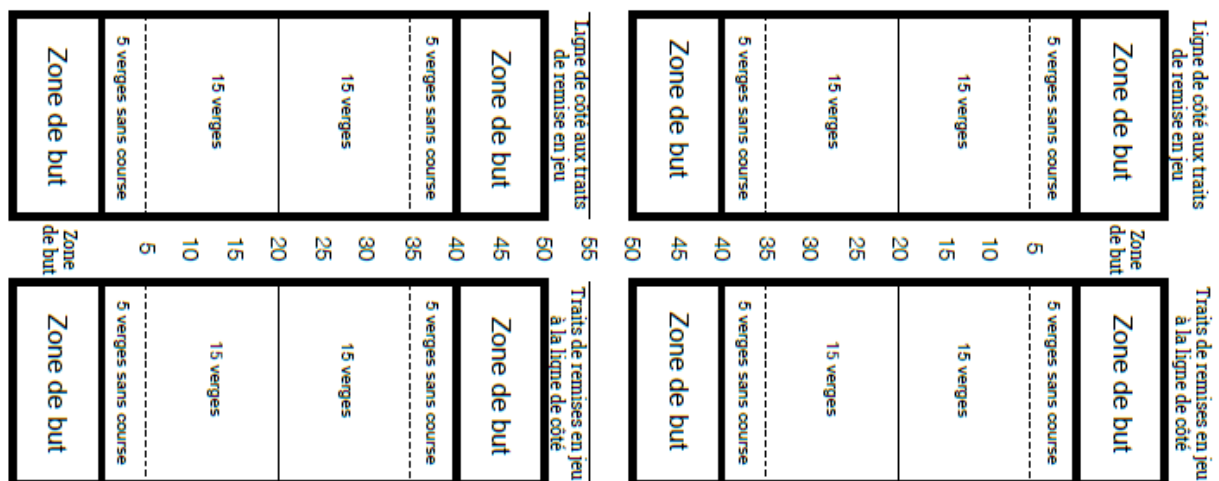 Ligne de côté aux traits
de remise en jeu
Zone de but
5 verges sans course
15 verges
15 verges
5 verges sans course
Zone de but
Zone
de but
5
10
15
20
25
30
35
40
45
50
Traits de remises en jeu
à la ligne de côté
Zone de but
5 verges sans course
15 verges
15 verges
5 verges sans course
Zone de but
55
Ligne de côté aux traits
de remise en jeu
Zone de but
5 verges sans course
15 verges
15 verges
5 verges sans course
Zone de but
50
45
40
35
30
25
20
15
10
5
Zone
de but
Traits de remises en jeu
à la ligne de côté
Zone de but
5 verges sans course
15 verges
15 verges
5 verges sans course
Zone de but